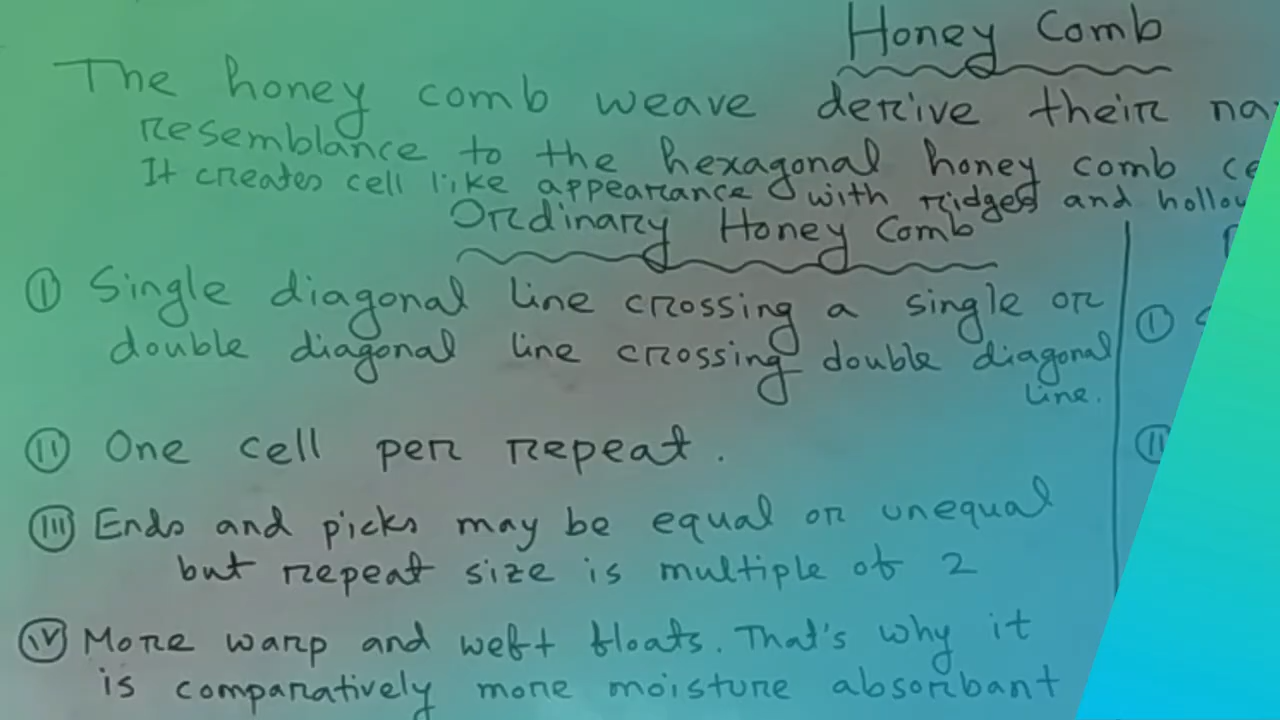 Honey Comb
The honey comb weave derive their
resemblance to the hexagonal honey comb
It creates cell like appearance with ridges and
Ordinary Honey Comb
(I) Single diagonal line crossing a single or
double diagonal line crossing double diagonal
line.
(II) One cell per repeat.
(III) Ends and picks may be equal or unequal
but repeat size is multiple of 2
(IV) More warp and weft floats. That's why it
is comparatively more moisture absorbant
(I)
(II)